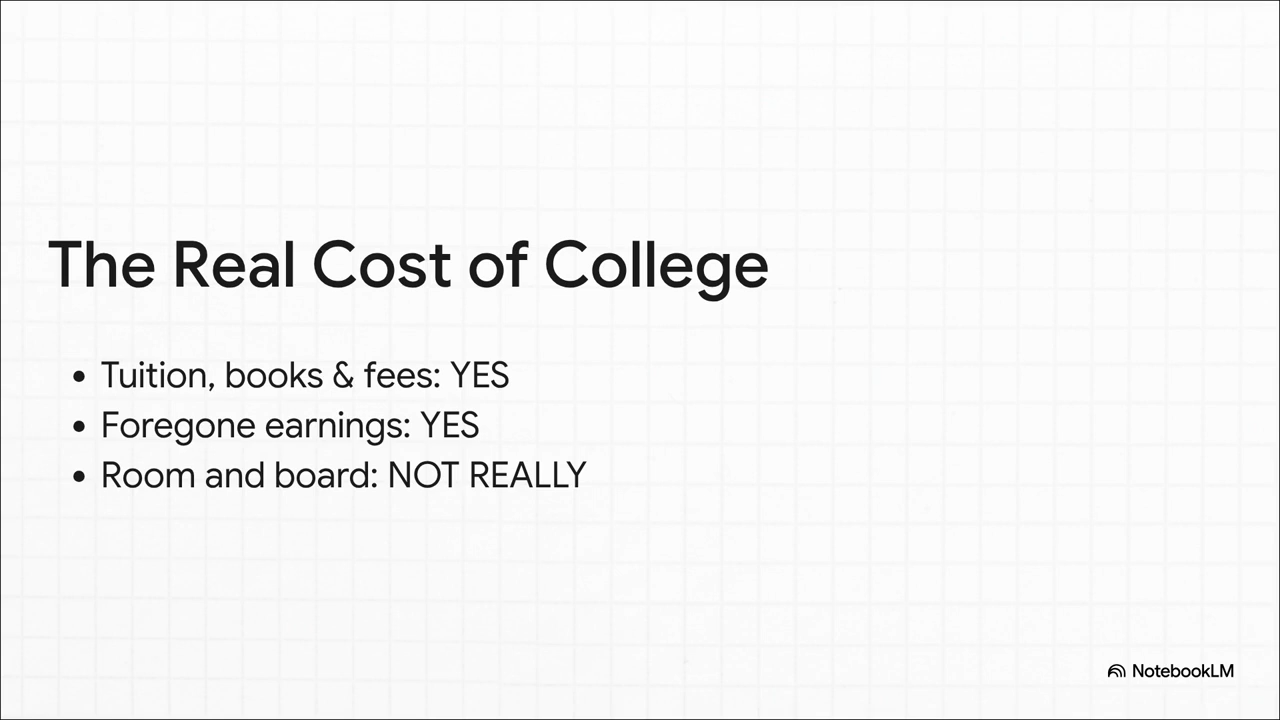 The Real Cost of College
• Tuition, books & fees: YES
• Foregone earnings: YES
• Room and board: NOT REALLY
NotebookLM